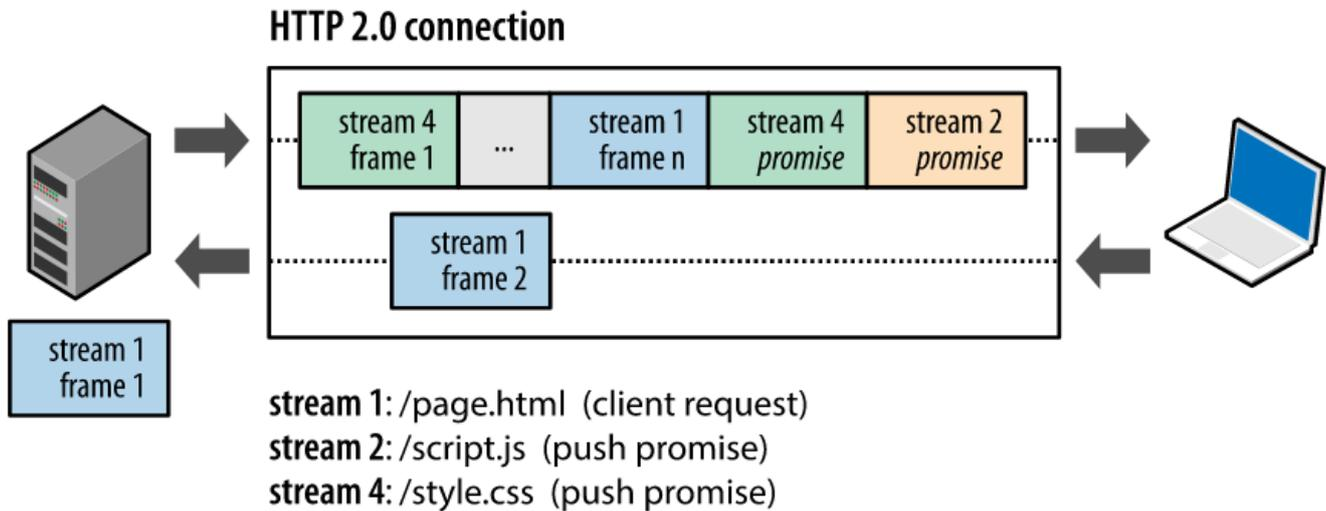 HTTP 2.0 connection
stream 4
frame 1
...
stream 1
frame n
stream 4
promise
stream 2
promise
stream 1
frame 2
stream 1
frame 1
stream 1: /page.html (client request)
stream 2: /script.js (push promise)
stream 4: /style.css (push promise)